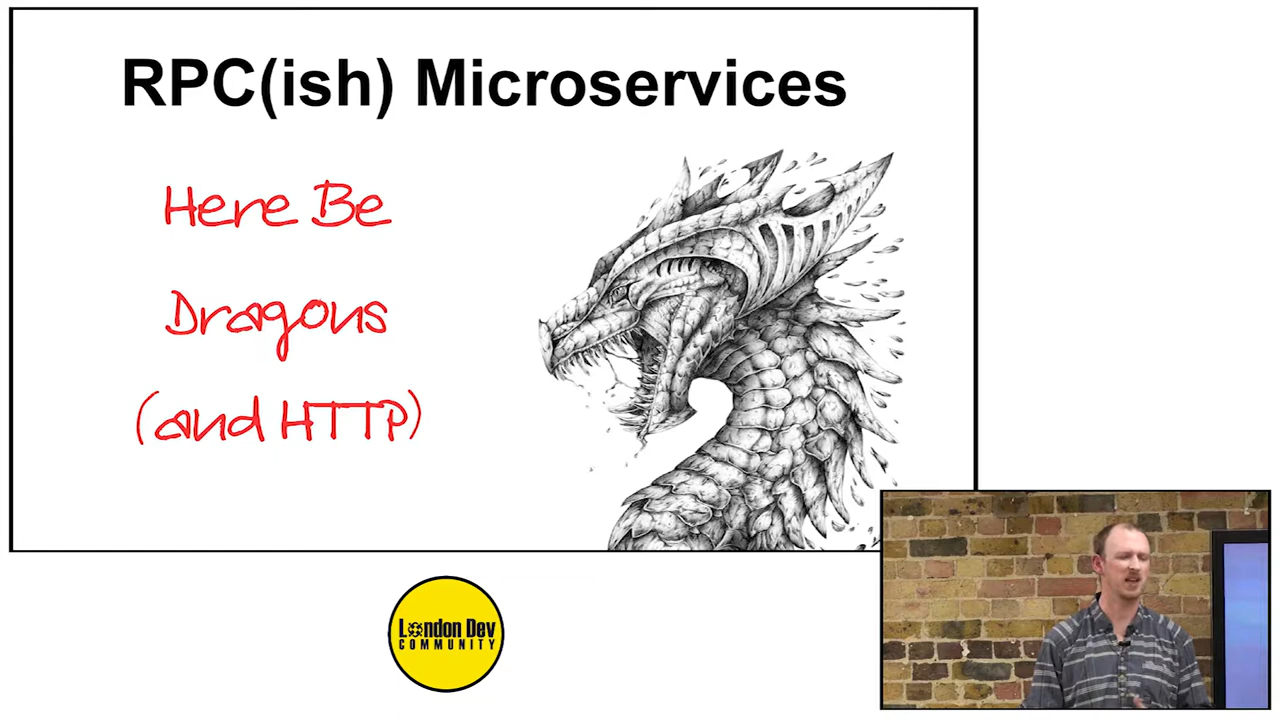 RPC(ish) Microservices
Here Be
Dragons
(and HTTP)
London Dev
COMMUNITY